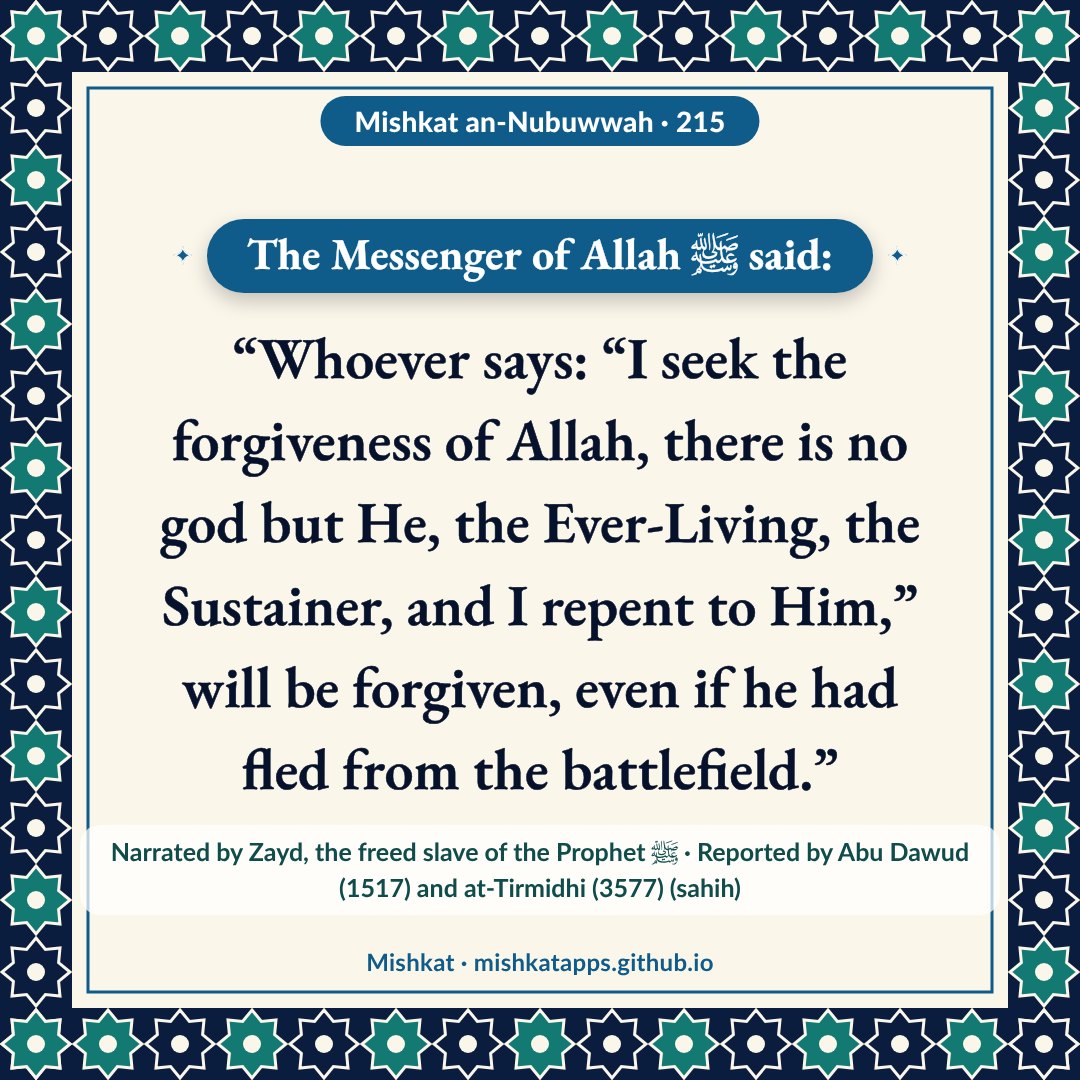 Mishkat an-Nubuwwah · 215
The Messenger of Allah ﷺ said:
“Whoever says: “I seek the
forgiveness of Allah, there is no
god but He, the Ever-Living, the
Sustainer, and I repent to Him,”
will be forgiven, even if he had
fled from the battlefield.”
Narrated by Zayd, the freed slave of the Prophet ﷺ · Reported by Abu Dawud
(1517) and at-Tirmidhi (3577) (sahih)
Mishkat · mishkatapps.github.io